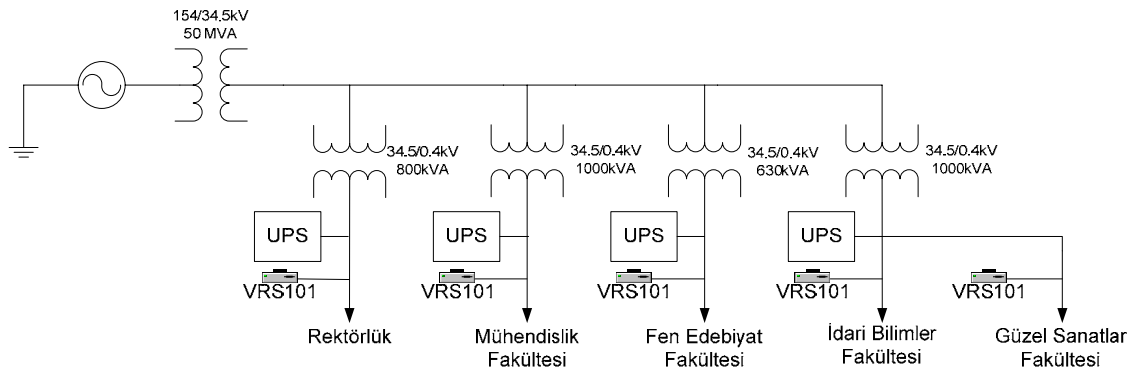 154/34.5kV
50 MVA
34.5/0.4kV
800kVA
34.5/0.4kV
1000kVA
34.5/0.4kV
630kVA
34.5/0.4kV
1000kVA
UPS
UPS
UPS
UPS
VRS101
VRS101
VRS101
VRS101
VRS101
Rektörlük
Mühendislik
Fakültesi
Fen Edebiyat
Fakültesi
İdari Bilimler
Fakültesi
Güzel Sanatlar
Fakültesi